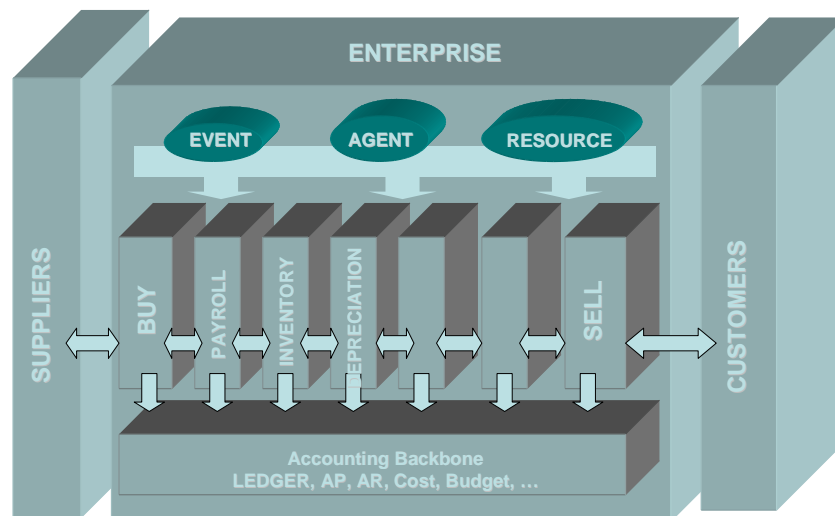 ENTERPRISE
EVENT
AGENT
RESOURCE
SUPPLIERS
BUY
PAYROLL
INVENTORY
DEPRECIATION
SELL
CUSTOMERS
Accounting Backbone
LEDGER, AP, AR, Cost, Budget, …